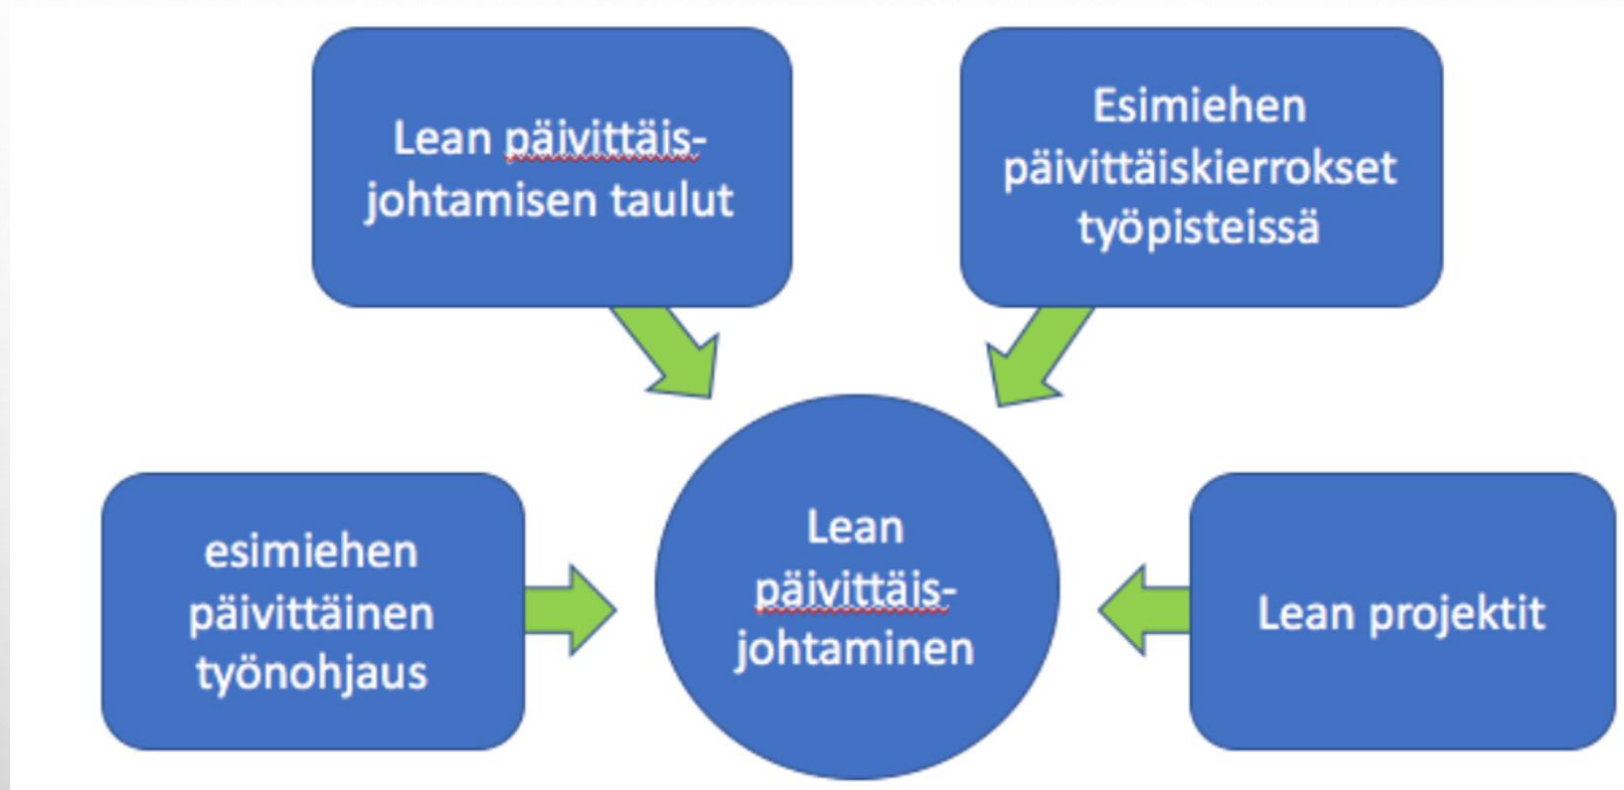 Lean päivittäis-
johtamisen taulut
Esimiehen
päivittäiskierrokset
työpisteissä
esimiehen
päivittäinen
työnohjaus
Lean
päivittäis-
johtaminen
Lean projektit